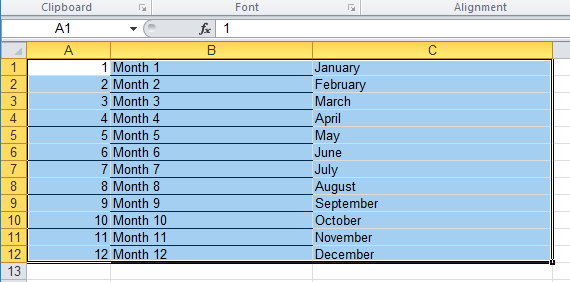 Clipboard Font Alignment
A1 fx 1
A B C
1 1 Month 1 January
2 2 Month 2 February
3 3 Month 3 March
4 4 Month 4 April
5 5 Month 5 May
6 6 Month 6 June
7 7 Month 7 July
8 8 Month 8 August
9 9 Month 9 September
10 10 Month 10 October
11 11 Month 11 November
12 12 Month 12 December
13